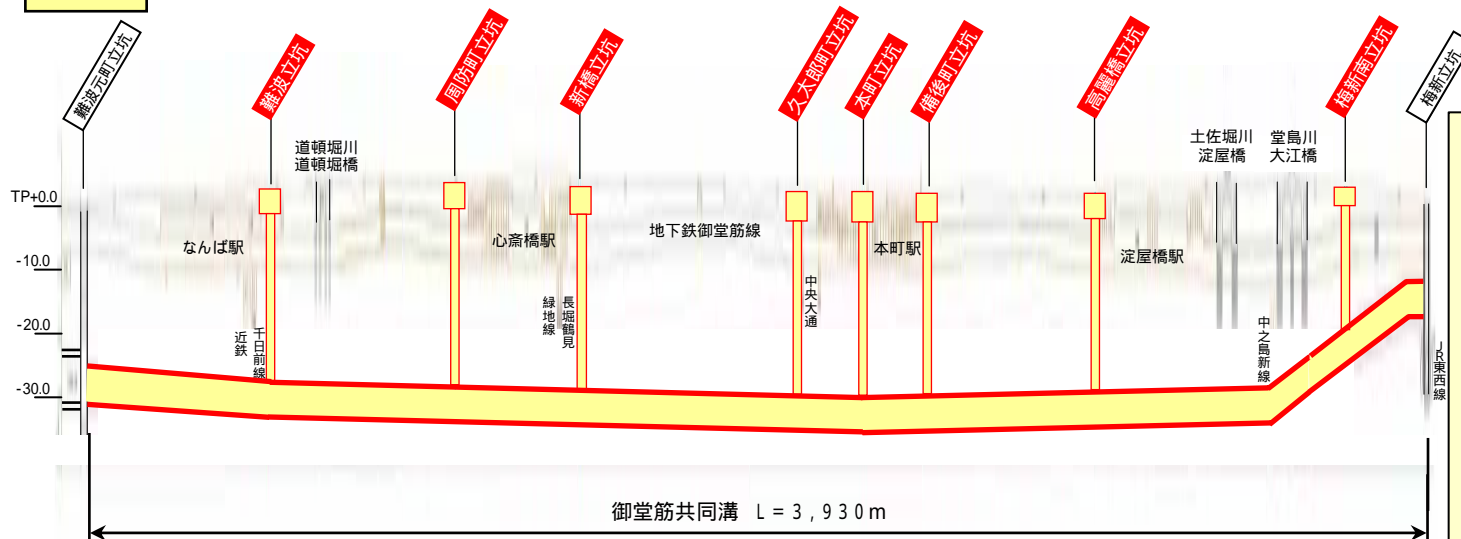 難波元町立坑
難波立坑
周防町立坑
新橋立坑
久太郎町立坑
本町立坑
備後町立坑
高麗橋立坑
梅新南立坑
梅新立坑
道頓堀川
道頓堀橋
土佐堀川
淀屋橋
堂島川
大江橋
TP+0.0
-10.0
-20.0
-30.0
なんば駅
心斎橋駅
地下鉄御堂筋線
本町駅
淀屋橋駅
近鉄
千日前線
長堀鶴見
緑地線
中央大通
中之島新線
JR東西線
御堂筋共同溝 L=3,930m